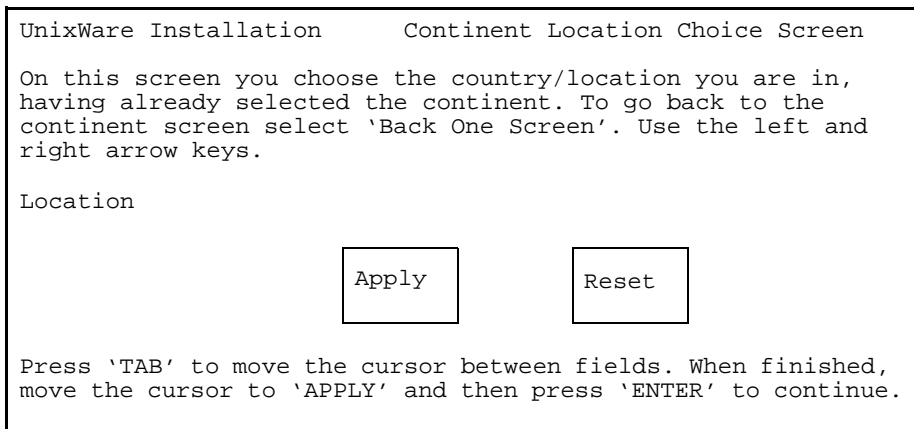 UnixWare Installation Continent Location Choice Screen
On this screen you choose the country/location you are in,
having already selected the continent. To go back to the
continent screen select ‘Back One Screen’. Use the left and
right arrow keys.
Location
Apply Reset
Press ‘TAB’ to move the cursor between fields. When finished,
move the cursor to ‘APPLY’ and then press ‘ENTER’ to continue.